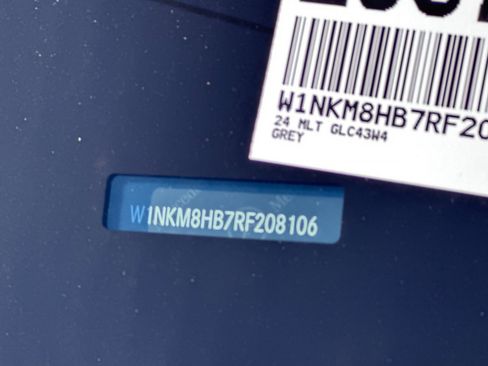 W1NKM8HB7RF20
24 MLT GLC43W4
GREY
W1NKM8HB7RF208106